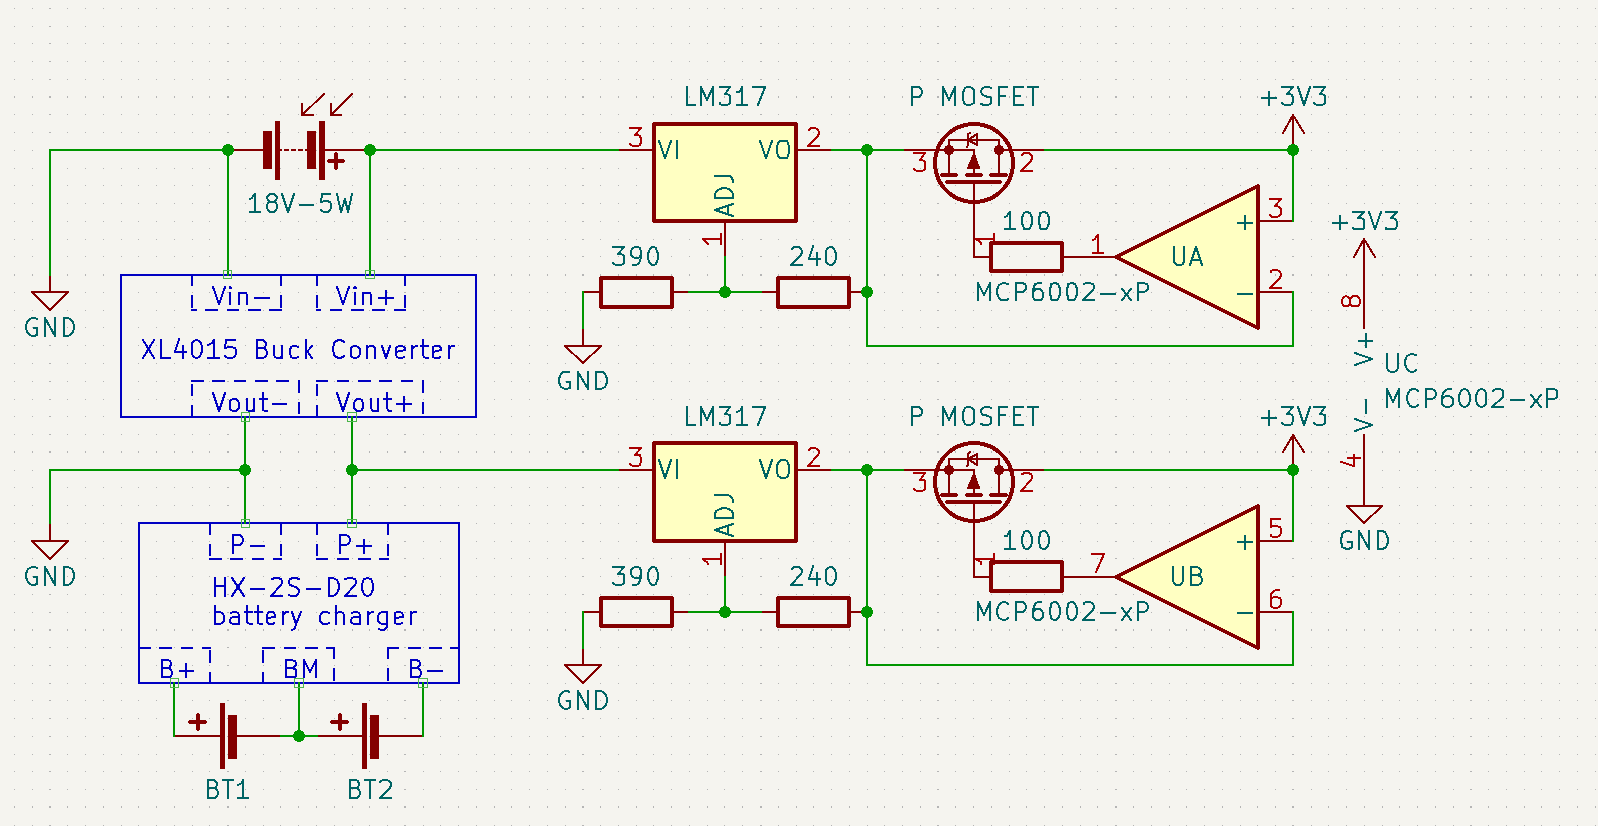 18V-5W
GND
Vin-
Vin+
XL4015 Buck Converter
Vout-
Vout+
GND
P-
P+
HX-2S-D20
battery charger
B+
BM
B-
+
+
BT1
BT2
+
LM317
3
VI
VO
2
ADJ
1
390
240
GND
P MOSFET
3
2
1
100
MCP6002-xP
1
UA
+
3
-
2
+3V3
LM317
3
VI
VO
2
ADJ
1
390
240
GND
P MOSFET
3
2
1
100
MCP6002-xP
7
UB
+
5
-
6
+3V3
+3V3
8
V+
UC
MCP6002-xP
V-
4
GND